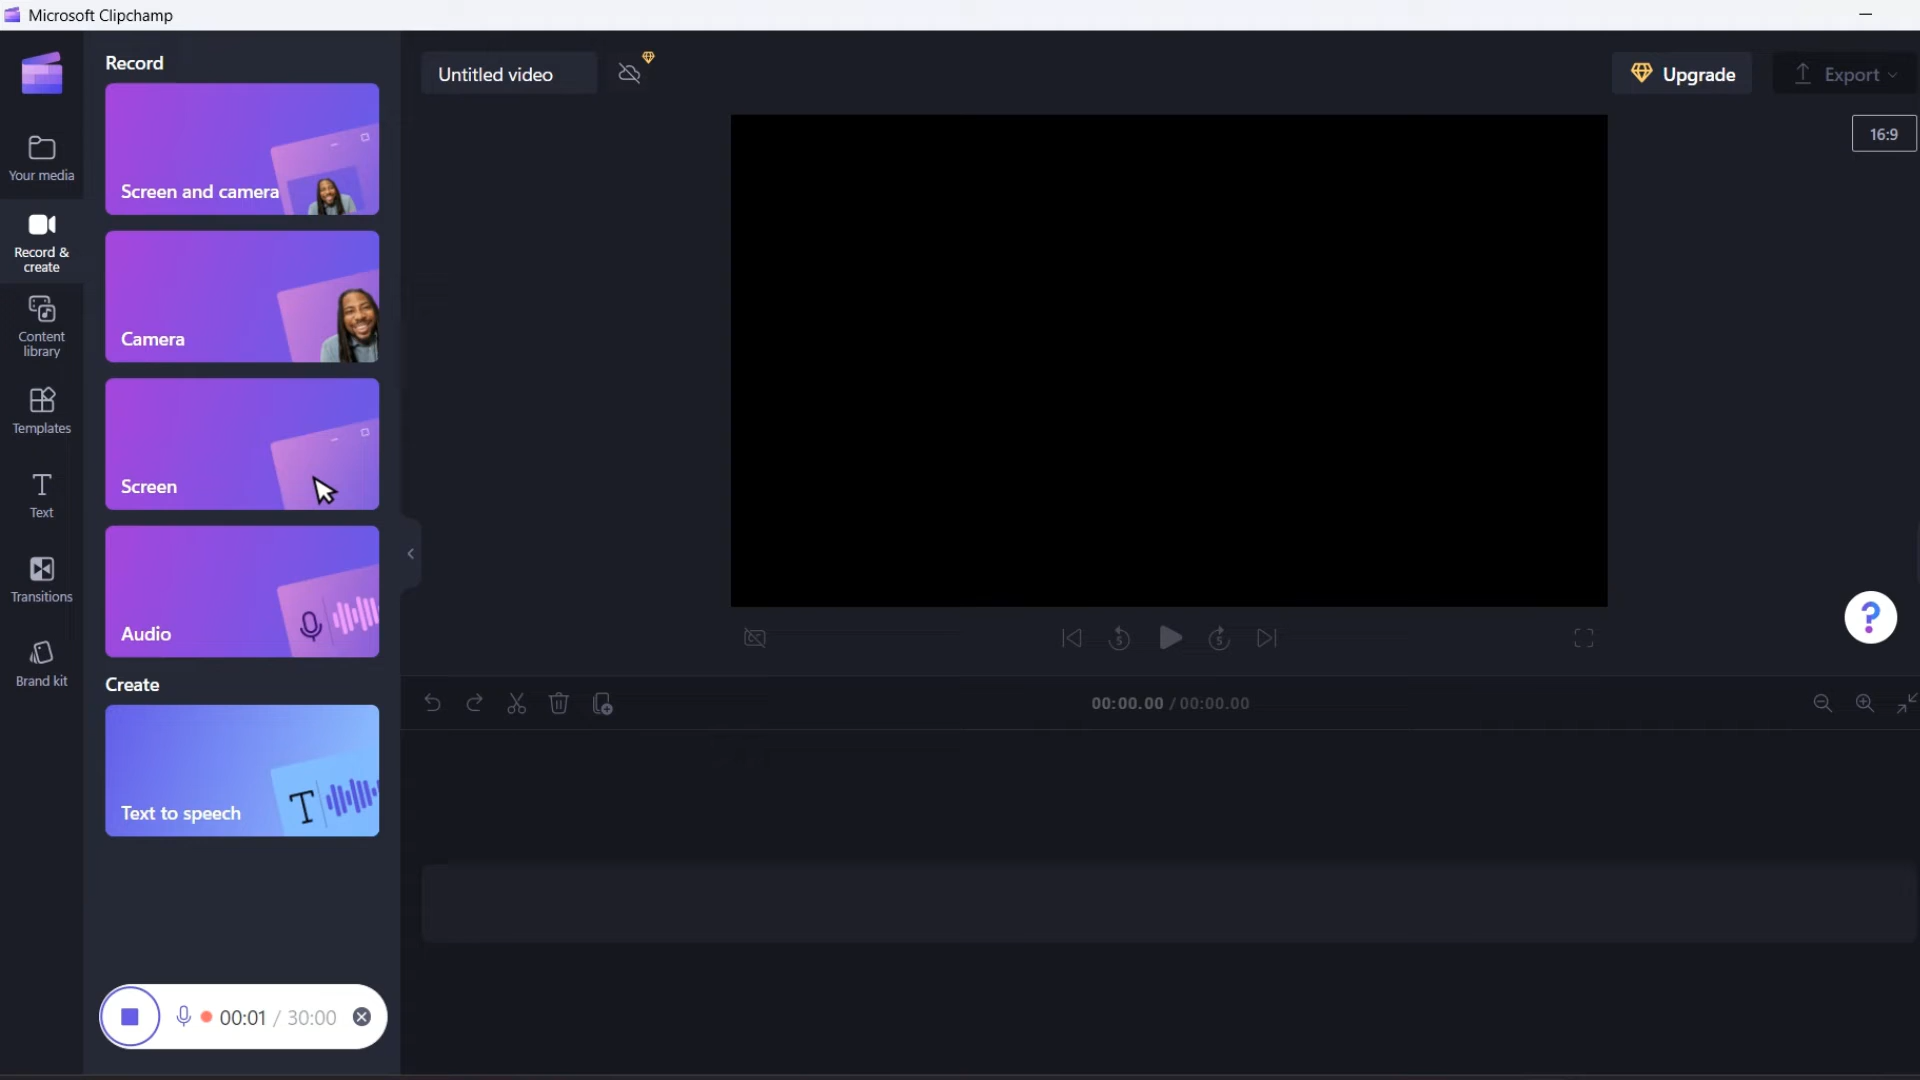 Microsoft Clipchamp
Your media
Record &
create
Content
library
Templates
Text
Transitions
Brand kit
Record
Screen and camera
Camera
Screen
Audio
Create
T
Text to speech
00:01 / 30:00
Untitled video
Upgrade
Export
16:9
5
5
?
00:00.00 / 00:00.00